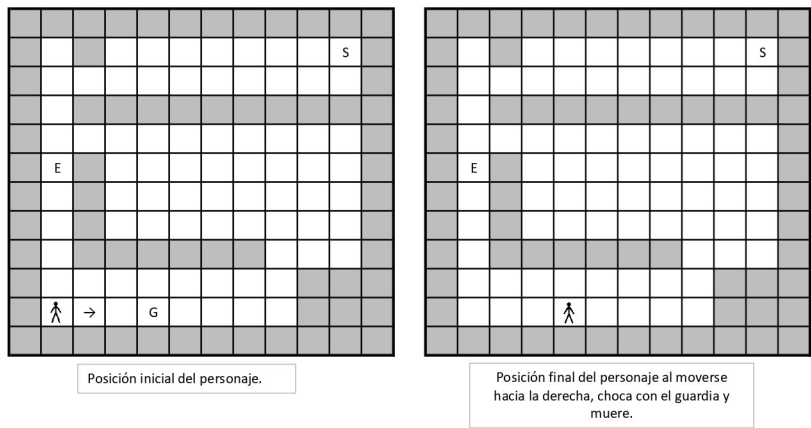 S
E
→ G
Posición inicial del personaje.
S
E
Posición final del personaje al moverse
hacia la derecha, choca con el guardia y
muere.